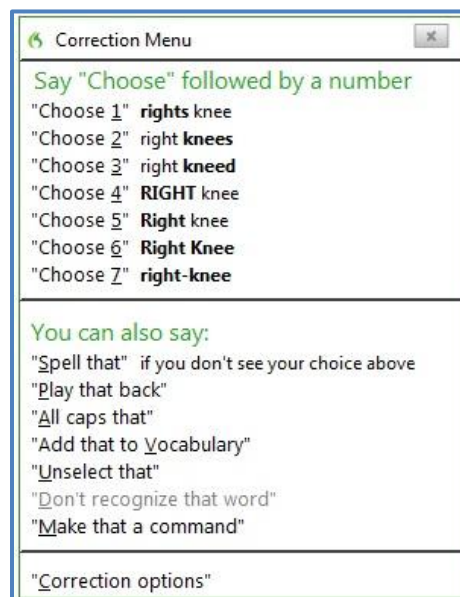 Correction Menu
Say "Choose" followed by a number
"Choose 1" rights knee
"Choose 2" right knees
"Choose 3" right kneed
"Choose 4" RIGHT knee
"Choose 5" Right knee
"Choose 6" Right Knee
"Choose 7" right-knee
You can also say:
"Spell that" if you don't see your choice above
"Play that back"
"All caps that"
"Add that to Vocabulary"
"Unselect that"
"Don't recognize that word"
"Make that a command"
"Correction options"